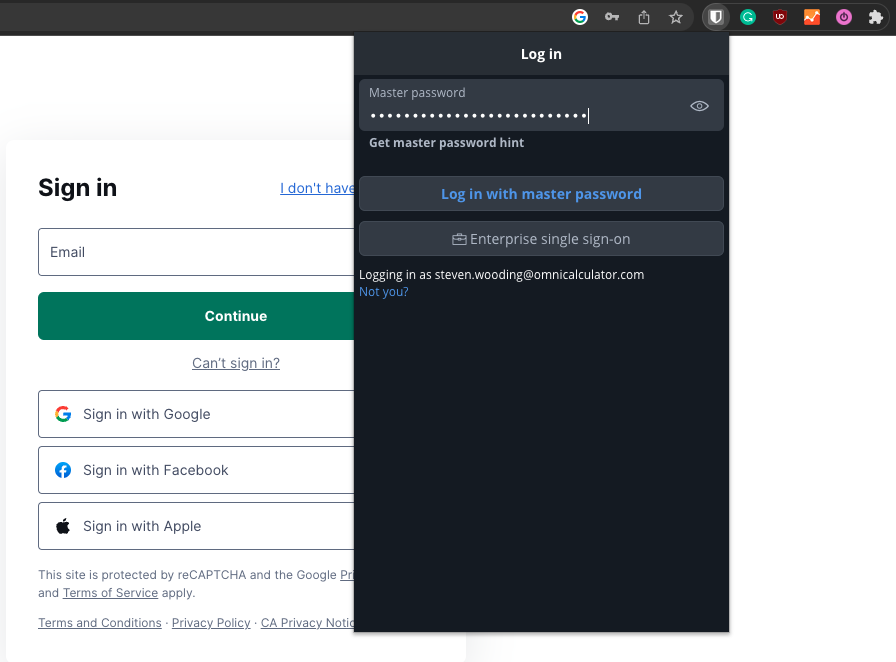 Log in
Master password
••••••••••••••••••••••••••
Get master password hint
Log in with master password
Enterprise single sign-on
Logging in as steven.wooding@omnicalculator.com
Not you?
Sign in
I don't have
Email
Continue
Can't sign in?
Sign in with Google
Sign in with Facebook
Sign in with Apple
This site is protected by reCAPTCHA and the Google
and Terms of Service apply.
Terms and Conditions · Privacy Policy · CA Privacy